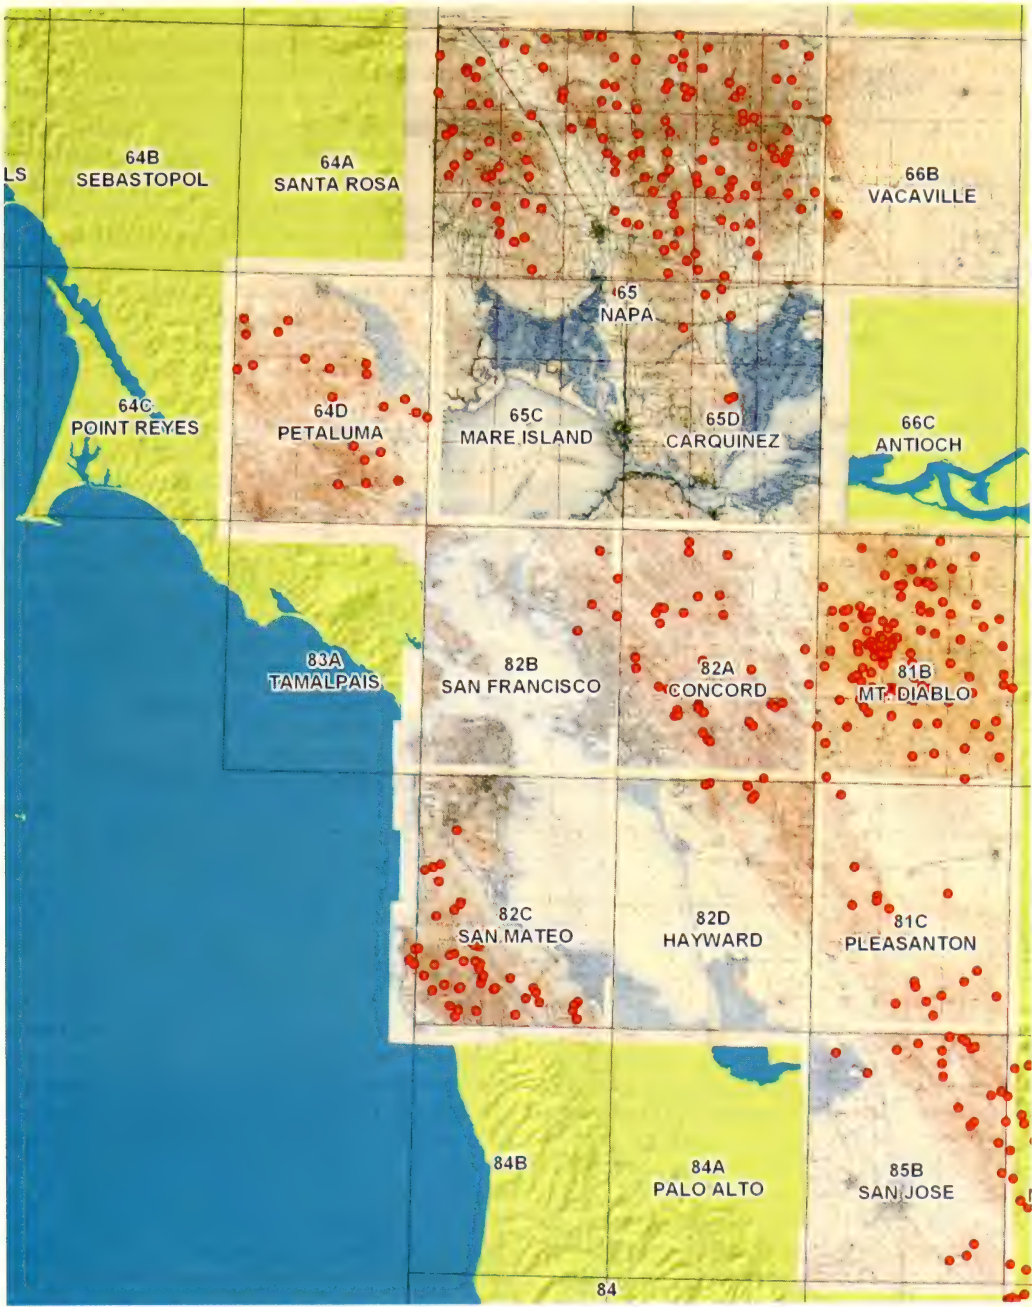 LS
64B
SEBASTOPOL
64A
SANTA ROSA
66B
VACAVILLE
65
NAPA
64C
POINT REYES
64D
PETALUMA
65C
MARE ISLAND
65D
CARQUINEZ
66C
ANTIOCH
83A
TAMALPAIS
82B
SAN FRANCISCO
82A
CONCORD
81B
MT. DIABLO
82C
SAN MATEO
82D
HAYWARD
81C
PLEASANTON
84B
84A
PALO ALTO
85B
SAN JOSE
84